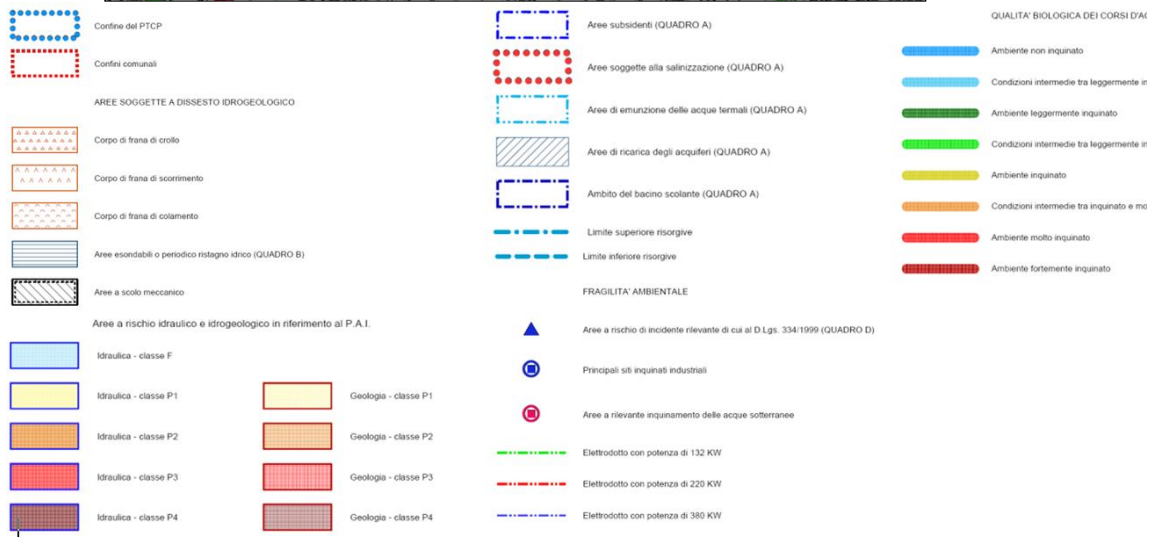 Confine del PTCP
Confini comunali
AREE SOGGETTE A DISSESTO IDROGEOLOGICO
Corpo di frana di crollo
Corpo di frana di scorrimento
Corpo di frana di colamento
Aree esondabili o periodico ristagno idrico (QUADRO B)
Aree a scolo meccanico
Aree a rischio idraulico e idrogeologico in riferimento al P.A.I.
Idraulica - classe F
Idraulica - classe P1
Geologia - classe P1
Idraulica - classe P2
Geologia - classe P2
Idraulica - classe P3
Geologia - classe P3
Idraulica - classe P4
Geologia - classe P4
Aree subsidenti (QUADRO A)
Aree soggette alla salinizzazione (QUADRO A)
Aree di emunzione delle acque termali (QUADRO A)
Aree di ricarica degli acquiferi (QUADRO A)
Ambito del bacino scolante (QUADRO A)
Limite superiore risorgive
Limite inferiore risorgive
FRAGILITA' AMBIENTALE
Aree a rischio di incidente rilevante di cui al D.Lgs. 334/1999 (QUADRO D)
Principali siti inquinati industriali
Aree a rilevante inquinamento delle acque sotterranee
Elettrodotto con potenza di 132 KW
Elettrodotto con potenza di 220 KW
Elettrodotto con potenza di 380 KW
QUALITA' BIOLOGICA DEI CORSI
Ambiente non inquinato
Condizioni intermedie tra leggermente
Ambiente leggermente inquinato
Condizioni intermedie tra leggermente
Ambiente inquinato
Condizioni intermedie tra inquinato e
Ambiente molto inquinato
Ambiente fortemente inquinato